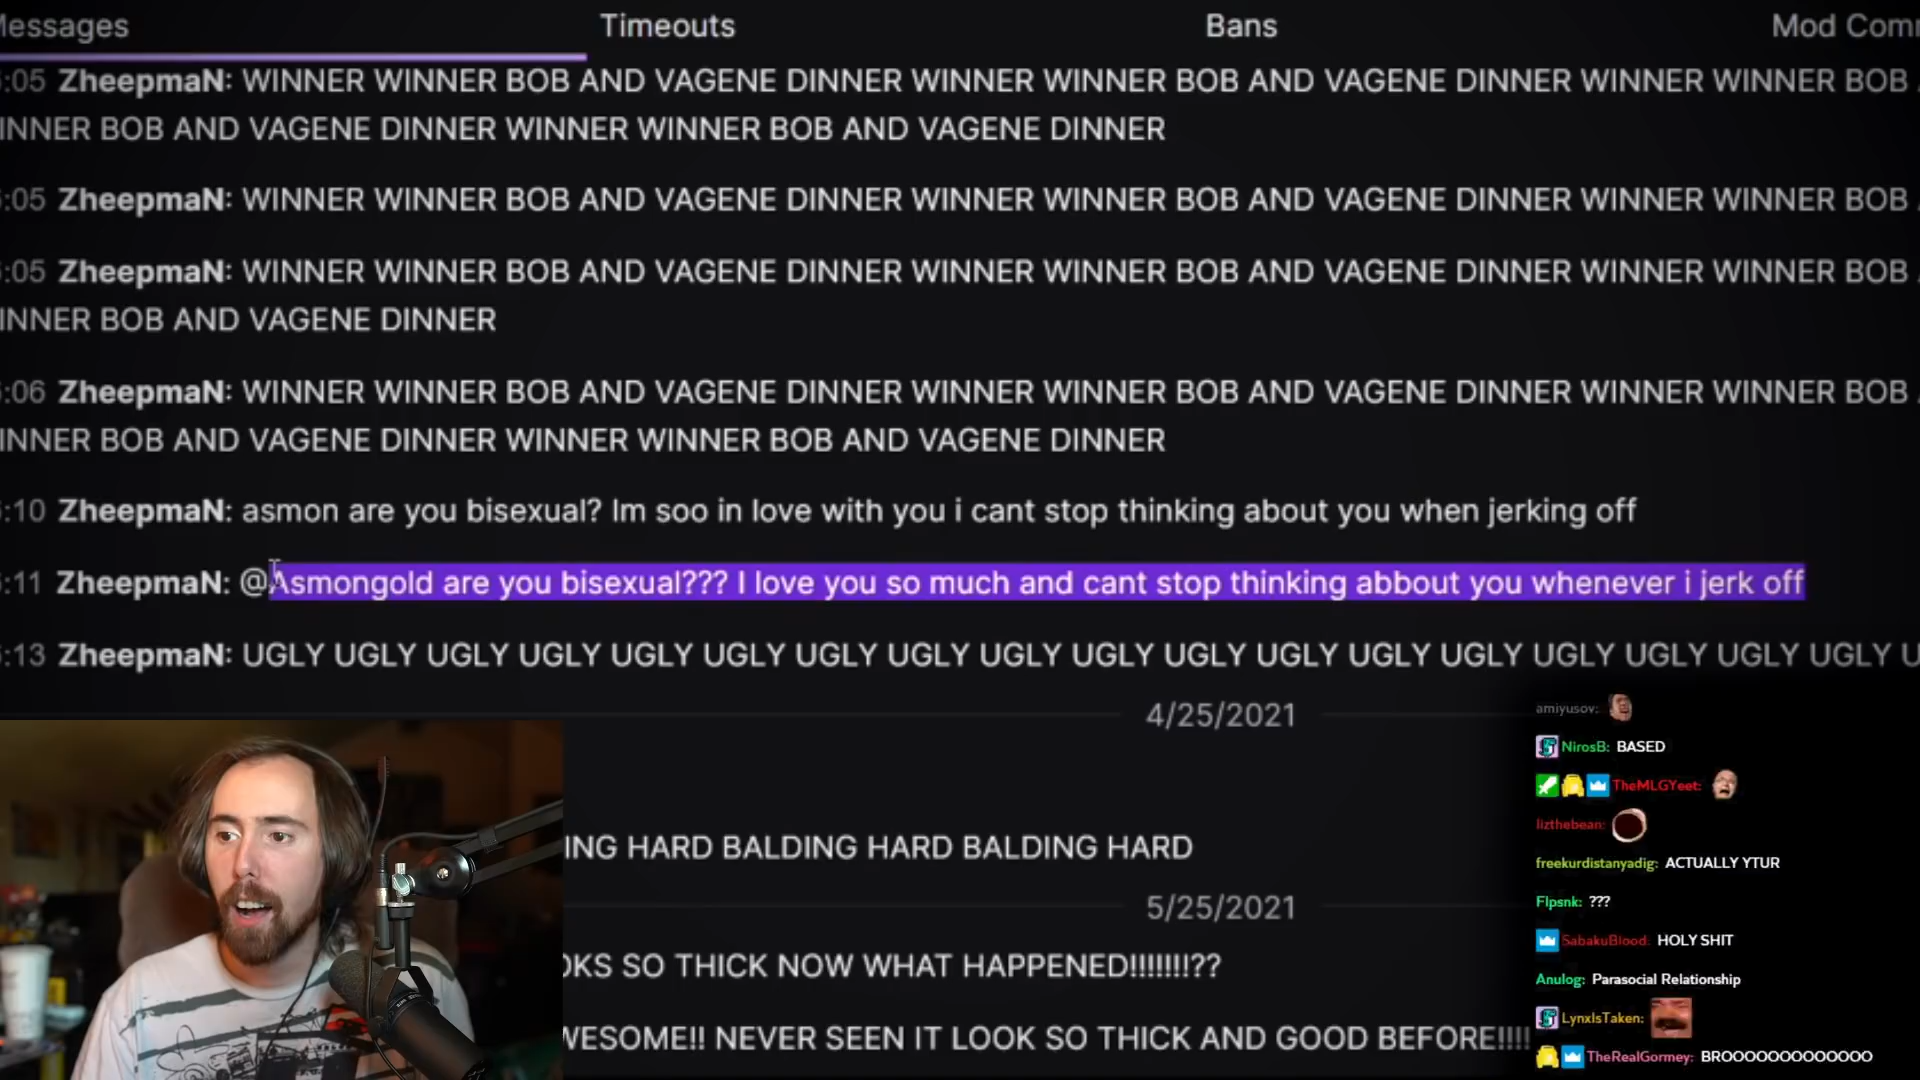 Messages Timeouts Bans Mod Com
:05 ZheepmaN: WINNER WINNER BOB AND VAGENE DINNER WINNER WINNER BOB AND VAGENE DINNER WINNER WINNER BOB
INNER BOB AND VAGENE DINNER WINNER WINNER BOB AND VAGENE DINNER
:05 ZheepmaN: WINNER WINNER BOB AND VAGENE DINNER WINNER WINNER BOB AND VAGENE DINNER WINNER WINNER BOB
:05 ZheepmaN: WINNER WINNER BOB AND VAGENE DINNER WINNER WINNER BOB AND VAGENE DINNER WINNER WINNER BOB
INNER BOB AND VAGENE DINNER
:06 ZheepmaN: WINNER WINNER BOB AND VAGENE DINNER WINNER WINNER BOB AND VAGENE DINNER WINNER WINNER BOB
INNER BOB AND VAGENE DINNER WINNER WINNER BOB AND VAGENE DINNER
:10 ZheepmaN: asmon are you bisexual? Im soo in love with you i cant stop thinking about you when jerking off
:11 ZheepmaN: @Asmongold are you bisexual??? I love you so much and cant stop thinking abbout you whenever i jerk off
:13 ZheepmaN: UGLY UGLY UGLY UGLY UGLY UGLY UGLY UGLY UGLY UGLY UGLY UGLY UGLY UGLY UGLY UGLY UGLY UGLY U
4/25/2021
ING HARD BALDING HARD BALDING HARD
5/25/2021
OKS SO THICK NOW WHAT HAPPENED!!!!!!!??
WESOME!! NEVER SEEN IT LOOK SO THICK AND GOOD BEFORE!!!!
amiyusov:
NirosB: BASED
TheMLGYeet:
lizthebean:
freekurdistanyadig: ACTUALLY YTUR
Flpsnk: ???
SabakuBlood: HOLY SHIT
Anulog: Parasocial Relationship
LynxIsTaken:
TheRealGormey: BROOOOOOOOOOOOO